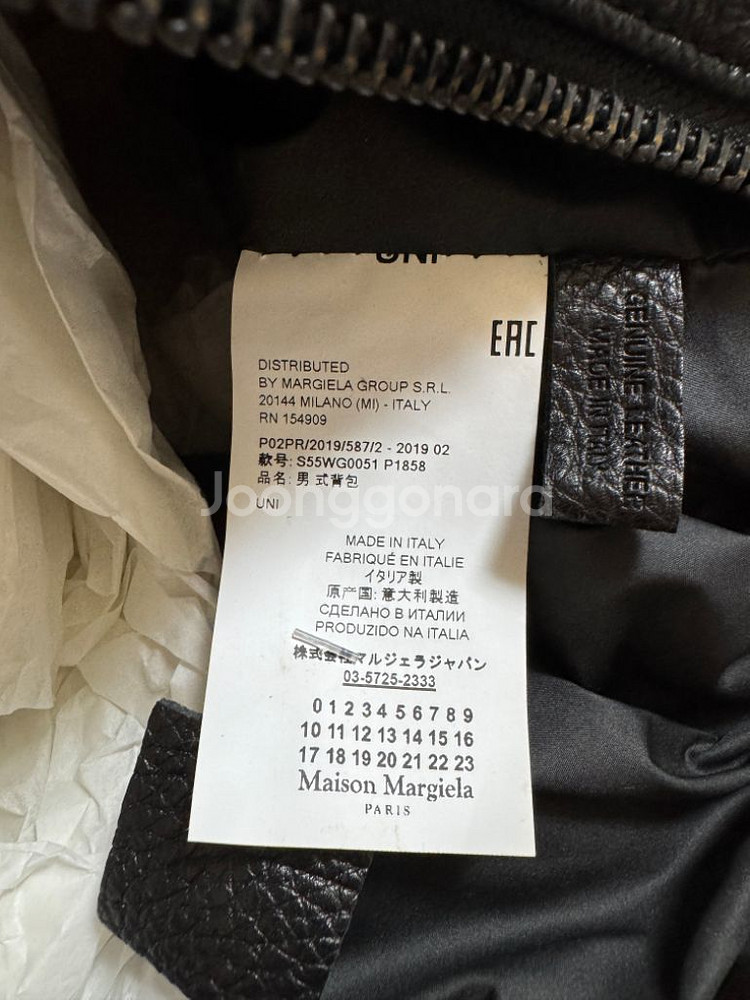 UNI
EAC
DISTRIBUTED
BY MARGIELA GROUP S.R.L.
20144 MILANO (MI) - ITALY
RN 154909
P02PR/2019/587/2 - 2019 02
款号: S55WG0051 P1858
品名: 男式背包
UNI
MADE IN ITALY
FABRIQUÉ EN ITALIE
イタリア製
原产国: 意大利製造
СДЕЛАНО В ИТАЛИИ
PRODUZIDO NA ITALIA
株式会社マルジェラジャパン
03-5725-2333
0 1 2 3 4 5 6 7 8 9
10 11 12 13 14 15 16
17 18 19 20 21 22 23
Maison Margiela
PARIS
GENUINE LEATHER
MADE IN ITALY
Joonggonara